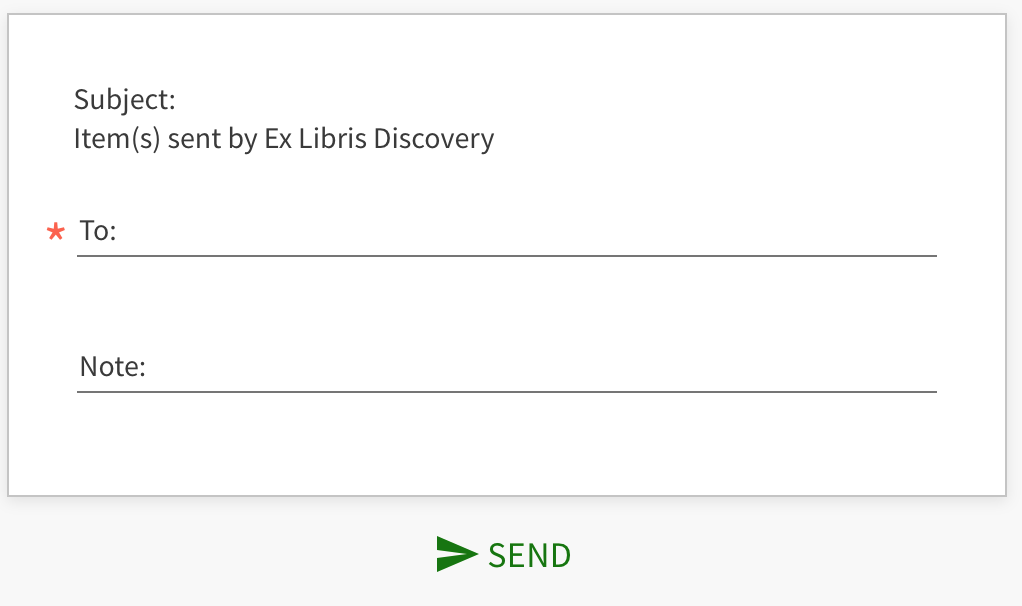 Subject:
Item(s) sent by Ex Libris Discovery
* To:
Note:
SEND